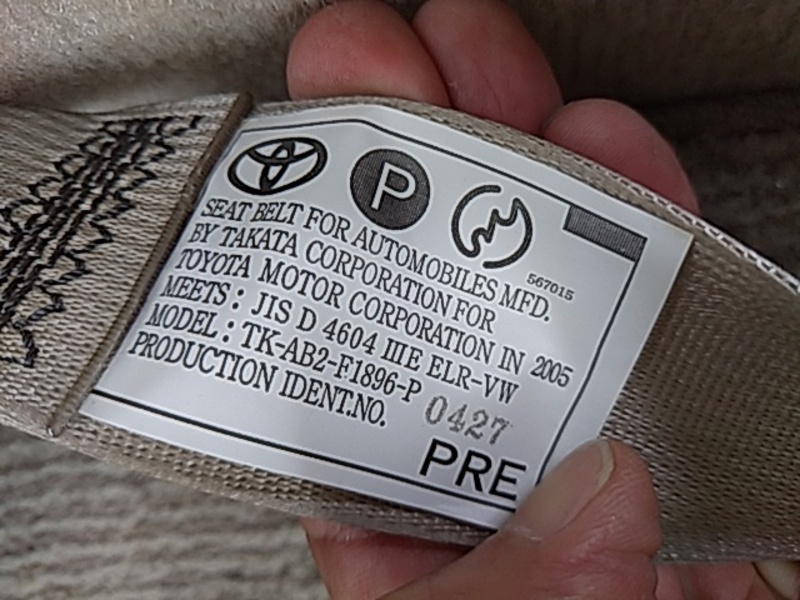 P
567015
SEAT BELT FOR AUTOMOBILES MFD.
BY TAKATA CORPORATION FOR
TOYOTA MOTOR CORPORATION IN 2005
MEETS : JIS D 4604 IIIE ELR-VW
MODEL : TK-AB2-F1896-P
PRODUCTION IDENT.NO. 0427
PRE